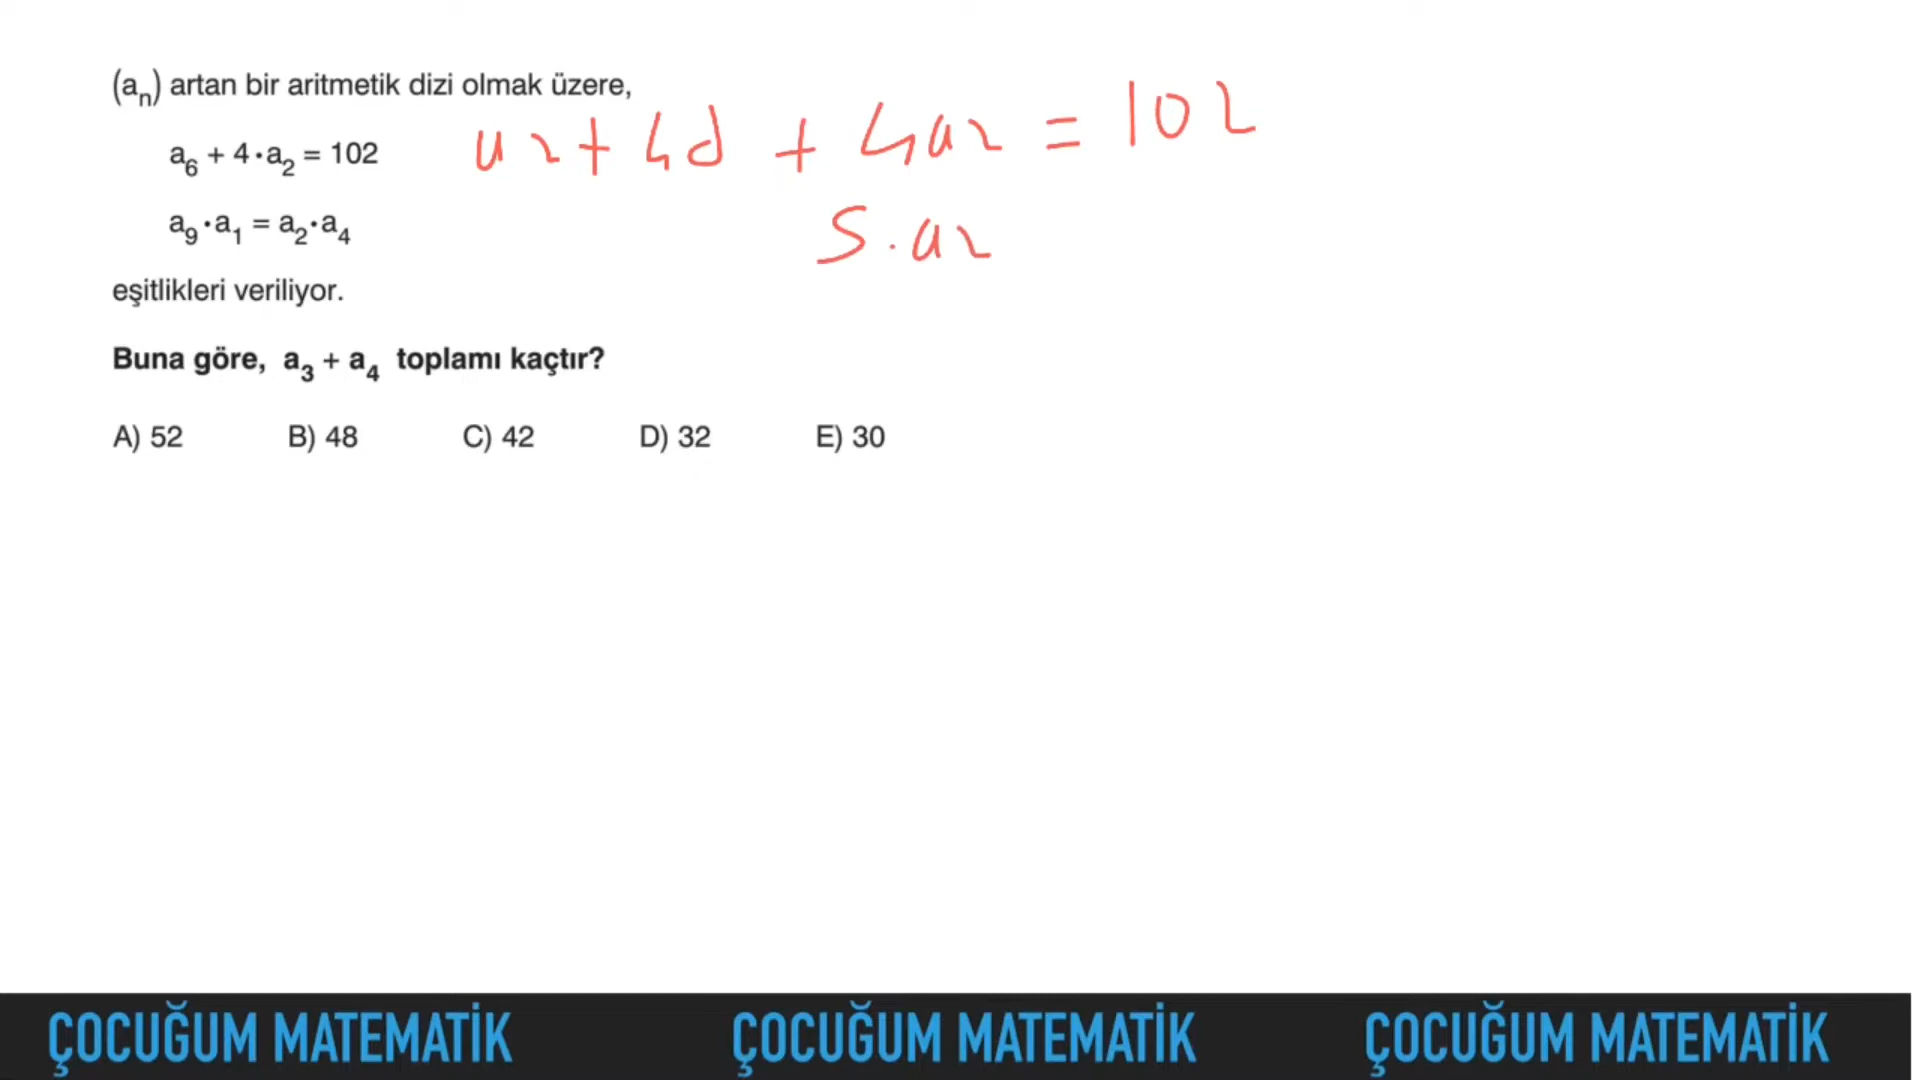 (aₙ) artan bir aritmetik dizi olmak üzere,
a₆ + 4·a₂ = 102
a2 + 4d + 4a2 = 102
a₉·a₁ = a₂·a₄
5·a2
eşitlikleri veriliyor.
Buna göre, a₃ + a₄ toplamı kaçtır?
A) 52 B) 48 C) 42 D) 32 E) 30
ÇOCUĞUM MATEMATİK ÇOCUĞUM MATEMATİK ÇOCUĞUM MATEMATİK